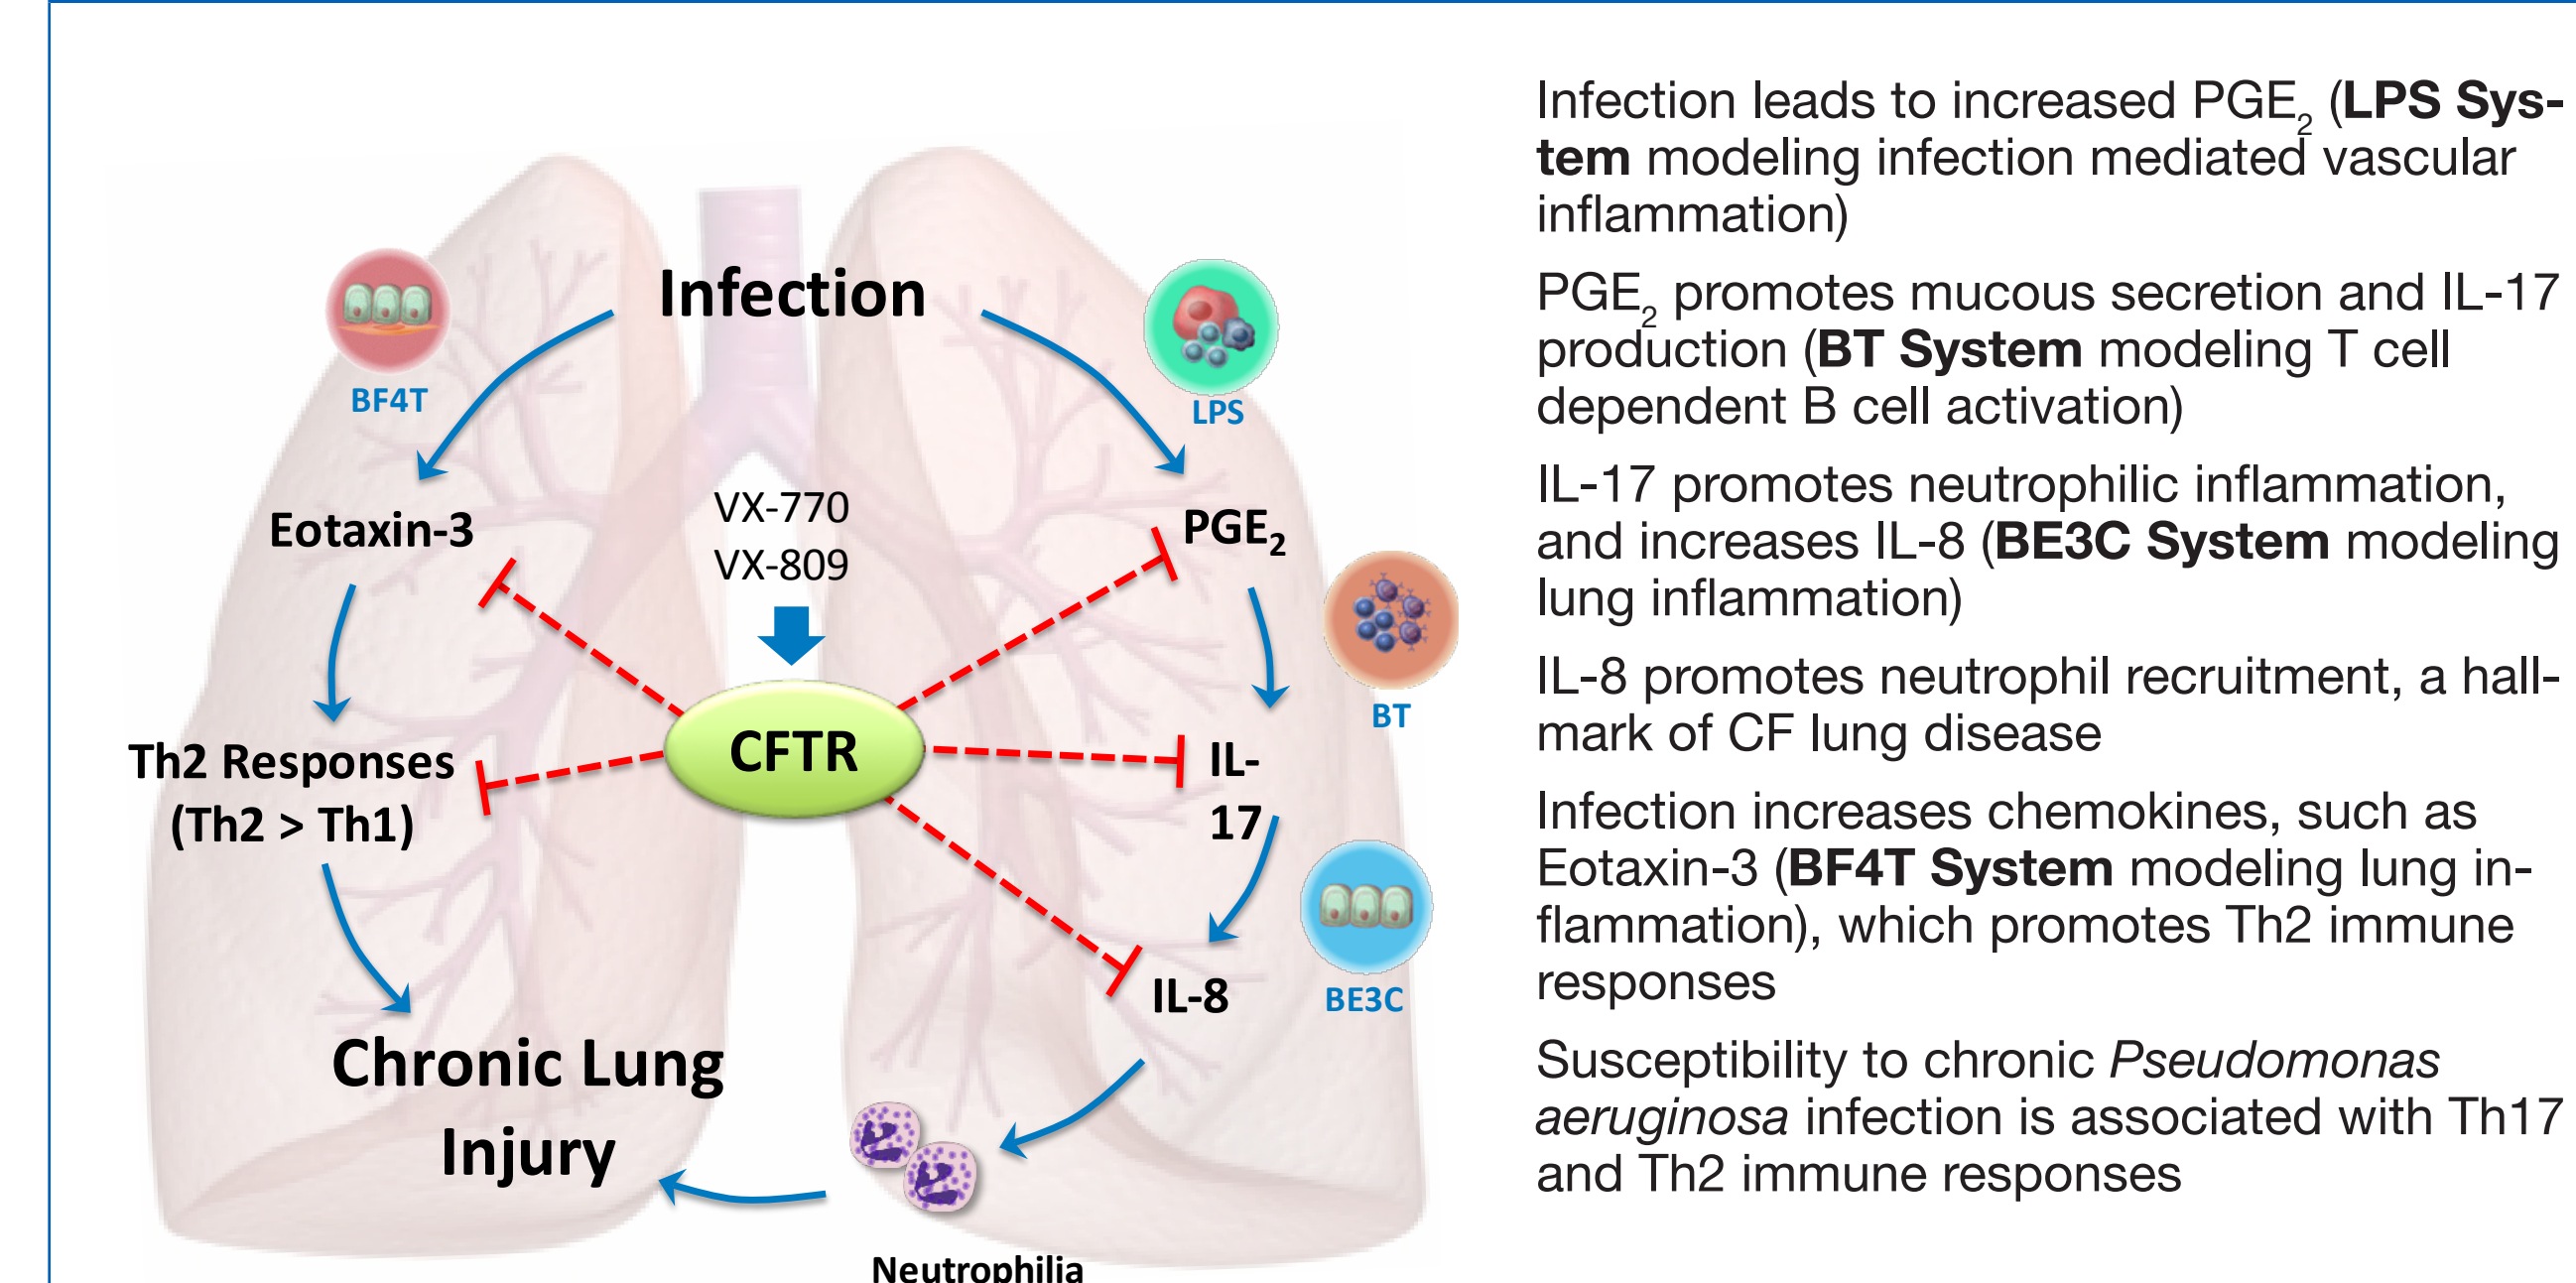 Infection
BF4T
LPS
Eotaxin-3
VX-770
VX-809
PGE₂
BT
CFTR
Th2 Responses
(Th2 > Th1)
IL-
17
IL-8
BE3C
Chronic Lung
Injury
Neutrophilia
Infection leads to increased PGE₂ (LPS Sys-
tem modeling infection mediated vascular
inflammation)
PGE₂ promotes mucous secretion and IL-17
production (BT System modeling T cell
dependent B cell activation)
IL-17 promotes neutrophilic inflammation,
and increases IL-8 (BE3C System modeling
lung inflammation)
IL-8 promotes neutrophil recruitment, a hall-
mark of CF lung disease
Infection increases chemokines, such as
Eotaxin-3 (BF4T System modeling lung in-
flammation), which promotes Th2 immune
responses
Susceptibility to chronic Pseudomonas
aeruginosa infection is associated with Th17
and Th2 immune responses